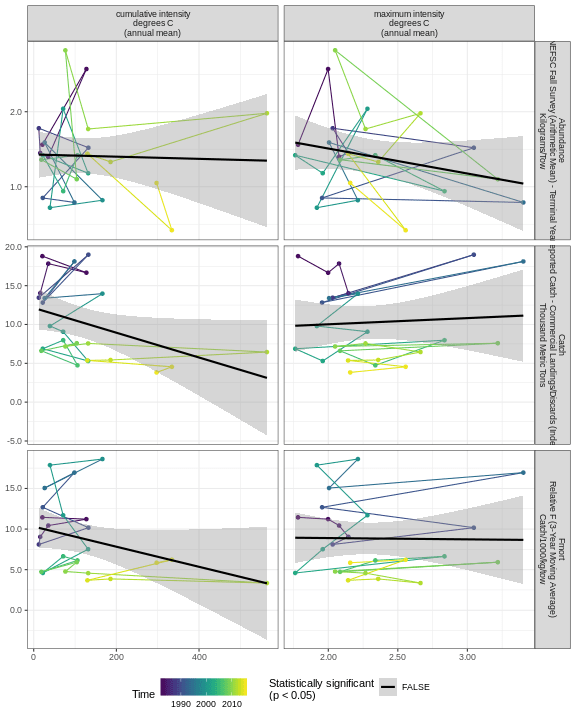 cumulative intensity
degrees C
(annual mean)
maximum intensity
degrees C
(annual mean)
2.0
1.0
Abundance
NEFSC Fall Survey (Arithmetic Mean) - Terminal Year
Kilograms/Tow
20.0
15.0
10.0
5.0
0.0
-5.0
Catch
Reported Catch - Commercial Landings/Discards (Inde
Thousand Metric Tons
15.0
10.0
5.0
0.0
Fmort
Relative F (3-Year Moving Average)
Catch/1000/kg/tow
0 200 400
2.00 2.50 3.00
Time
1990 2000 2010
Statistically significant
(p < 0.05)
FALSE